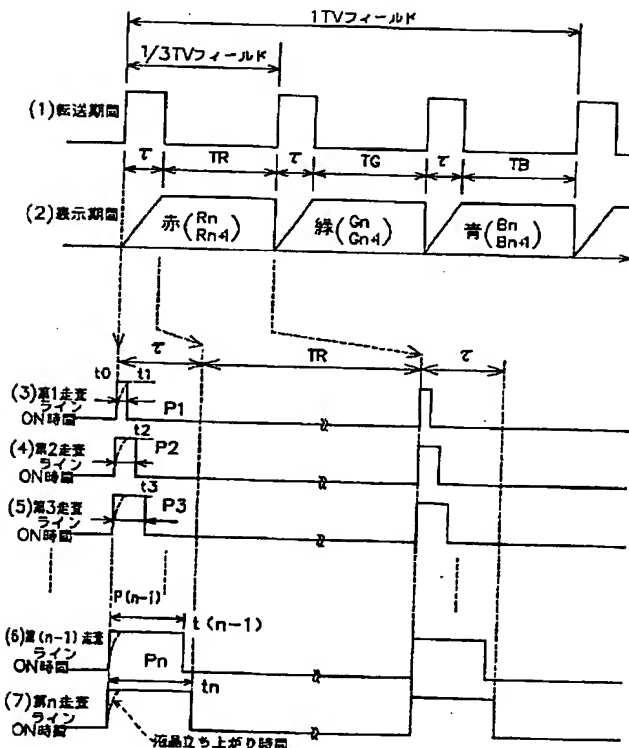 1TVフィールド
1/3TVフィールド
(1)転送期間
τ TR τ TG τ TB
(2)表示期間
赤(Rn Rn+1) 緑(Gn Gn+1) 青(Bn Bn+1)
τ TR τ
t0 t1
(3)第1走査
ライン
ON時間
P1
t2
(4)第2走査
ライン
ON時間
P2
t3
(5)第3走査
ライン
ON時間
P3
P(n-1)
t(n-1)
(6)第(n-1)走査
ライン
ON時間
Pn
tn
(7)第n走査
ライン
ON時間
液晶立ち上がり時間